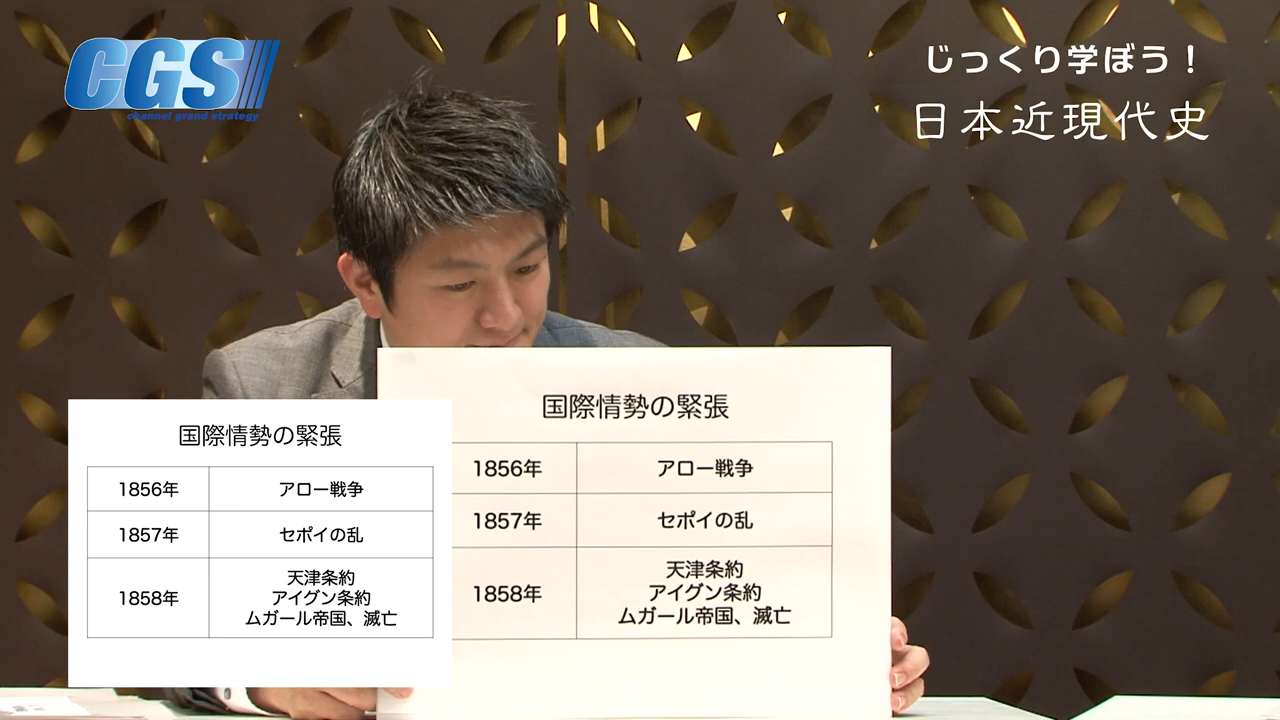 CGS
channel grand strategy
じっくり学ぼう！
日本近現代史
国際情勢の緊張
1856年 アロー戦争
1857年 セポイの乱
1858年 天津条約
アイグン条約
ムガール帝国、滅亡
国際情勢の緊張
1856年 アロー戦争
1857年 セポイの乱
1858年 天津条約
アイグン条約
ムガール帝国、滅亡